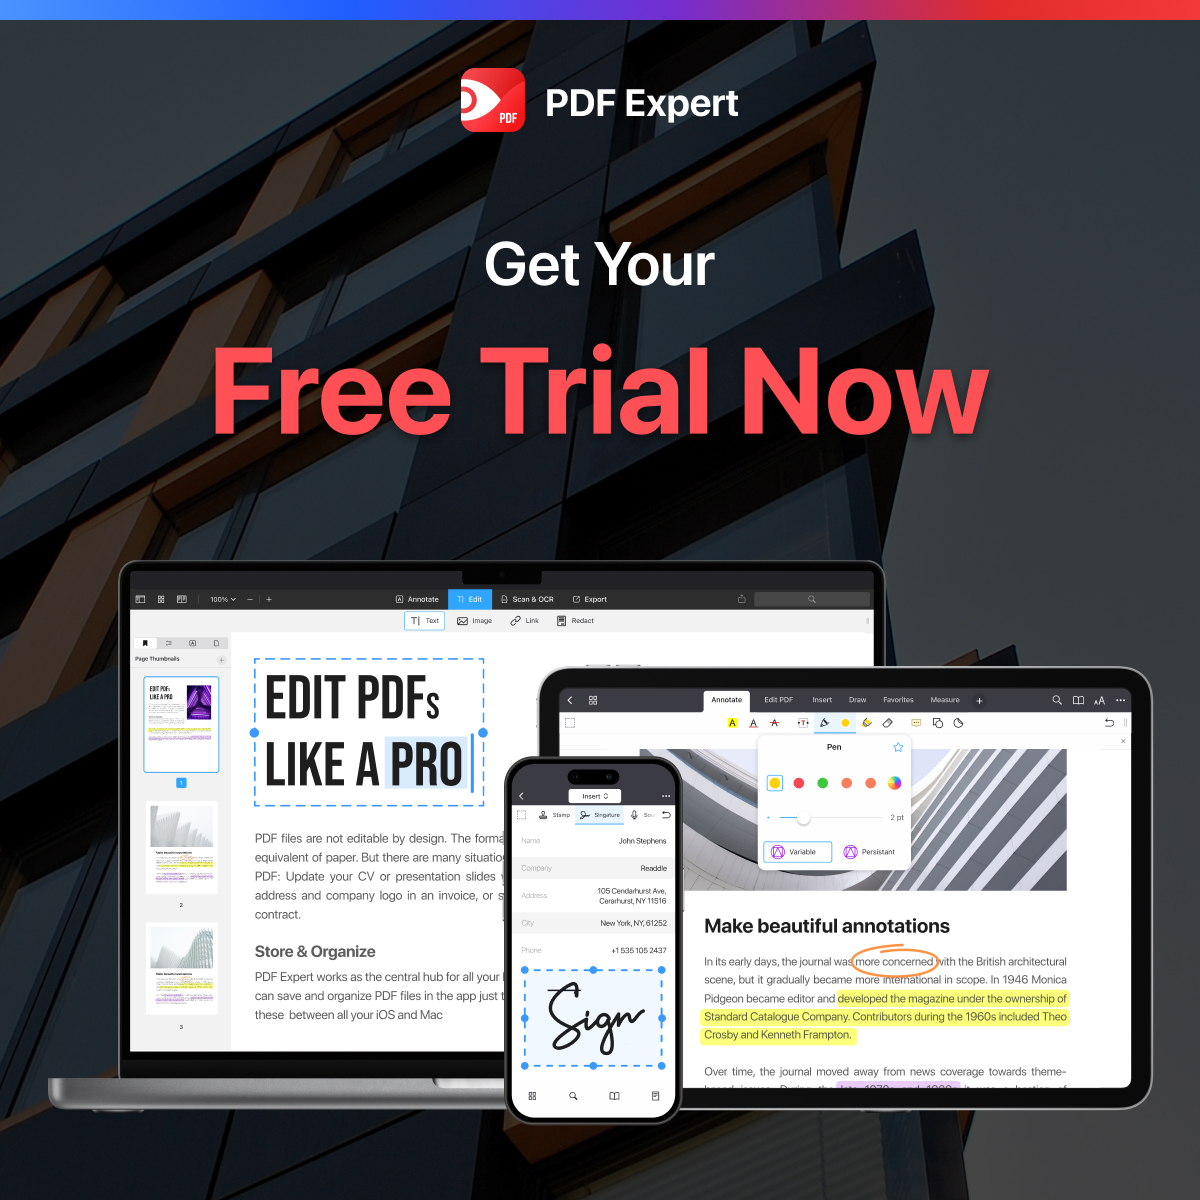 PDF
PDF Expert
Get Your
Free Trial Now
100%
Annotate
Edit
Scan & OCR
Export
Text
Image
Link
Redact
Page Thumbnails
EDIT PDFs
LIKE A PRO
1
2
3
EDIT PDFs
LIKE A PRO
PDF files are not editable by design. The
equivalent of paper. But there are many
PDF: Update your CV or presentation slides
address and company logo in an invoice, or
contract.
Store & Organize
PDF Expert works as the central hub for all your
can save and organize PDF files in the app just
these between all your iOS and Mac
Insert
Stamp
Singature
Sou
Name
John Stephens
Company
Readdle
Address
105 Cendarhurst Ave,
Cerarhurst, NY 11516
City
New York, NY, 61252
Phone
+1 535 105 2437
Sign
Annotate
Edit PDF
Insert
Draw
Favorites
Measure
Pen
2 pt
Variable
Persistant
Make beautiful annotations
In its early days, the journal was more concerned with the British architectural
scene, but it gradually became more international in scope. In 1946 Monica
Pidgeon became editor and developed the magazine under the ownership of
Standard Catalogue Company. Contributors during the 1960s included Theo
Crosby and Kenneth Frampton.
Over time, the journal moved away from news coverage towards theme-